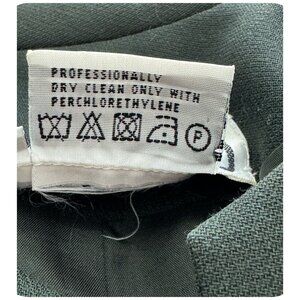 PROFESSIONALLY
DRY CLEAN ONLY WITH
PERCHLORETHYLENE
P